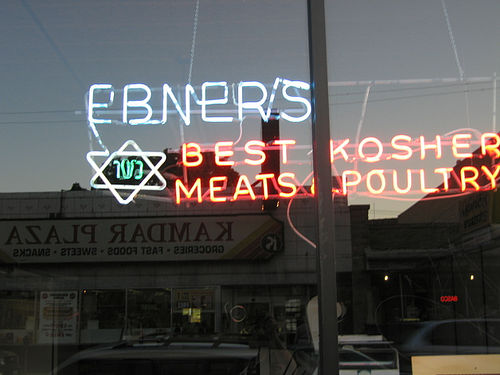 EBNER'S
כשר
BEST KOSHER
MEATS & POULTRY
KAMDAR PLAZA
GROCERIES • FAST FOODS • SWEETS • SNACKS